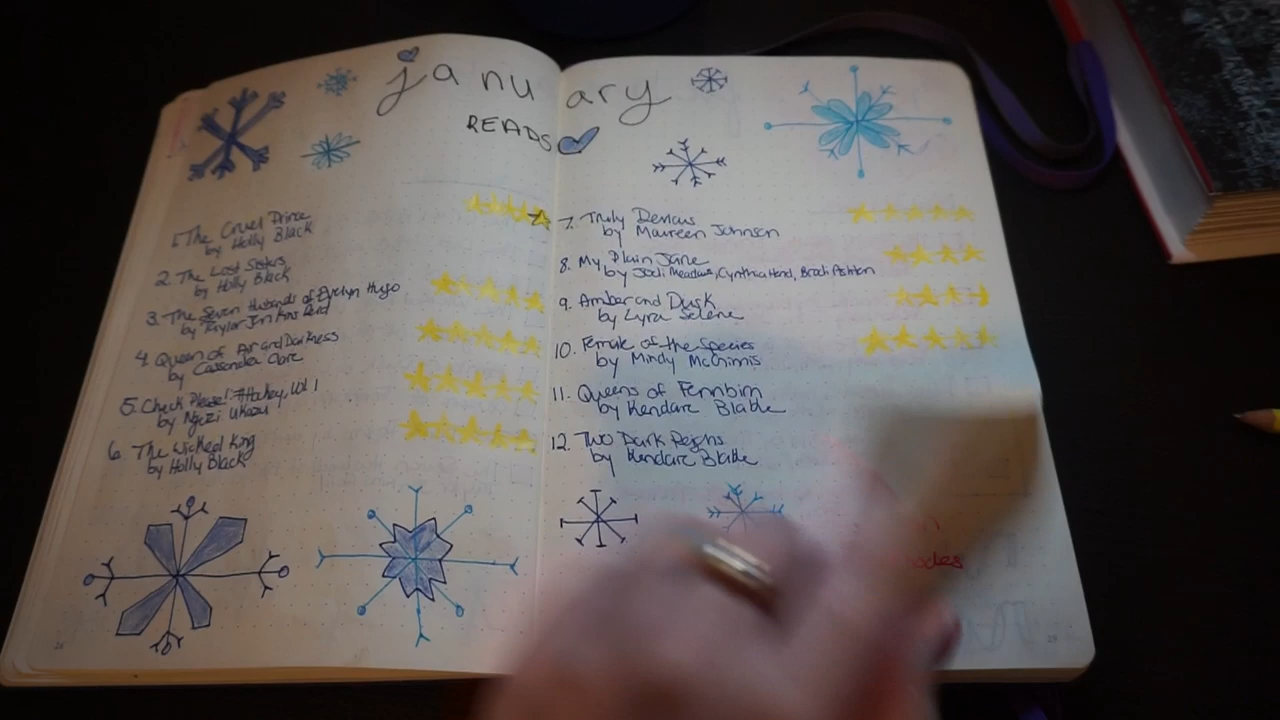 january
READS
1. The Cruel Prince
by Holly Black
2. The Lost Sisters
by Holly Black
3. The Seven Husbands of Evelyn Hugo
by Taylor Jenkins Reid
4. Queen of Air and Darkness
by Cassandra Clare
5. Check Please!: #Hockey, Vol. 1
by Ngozi Ukazu
6. The Wicked King
by Holly Black
7. Truly Devious
by Maureen Johnson
8. My Plain Jane
by Jodi Meadows, Cynthia Hand, Brodi Ashton
9. Amber and Dusk
by Lyra Selene
10. Female of the Species
by Mindy McGinnis
11. Queens of Fennbirn
by Kendare Blake
12. Two Dark Reigns
by Kendare Blake